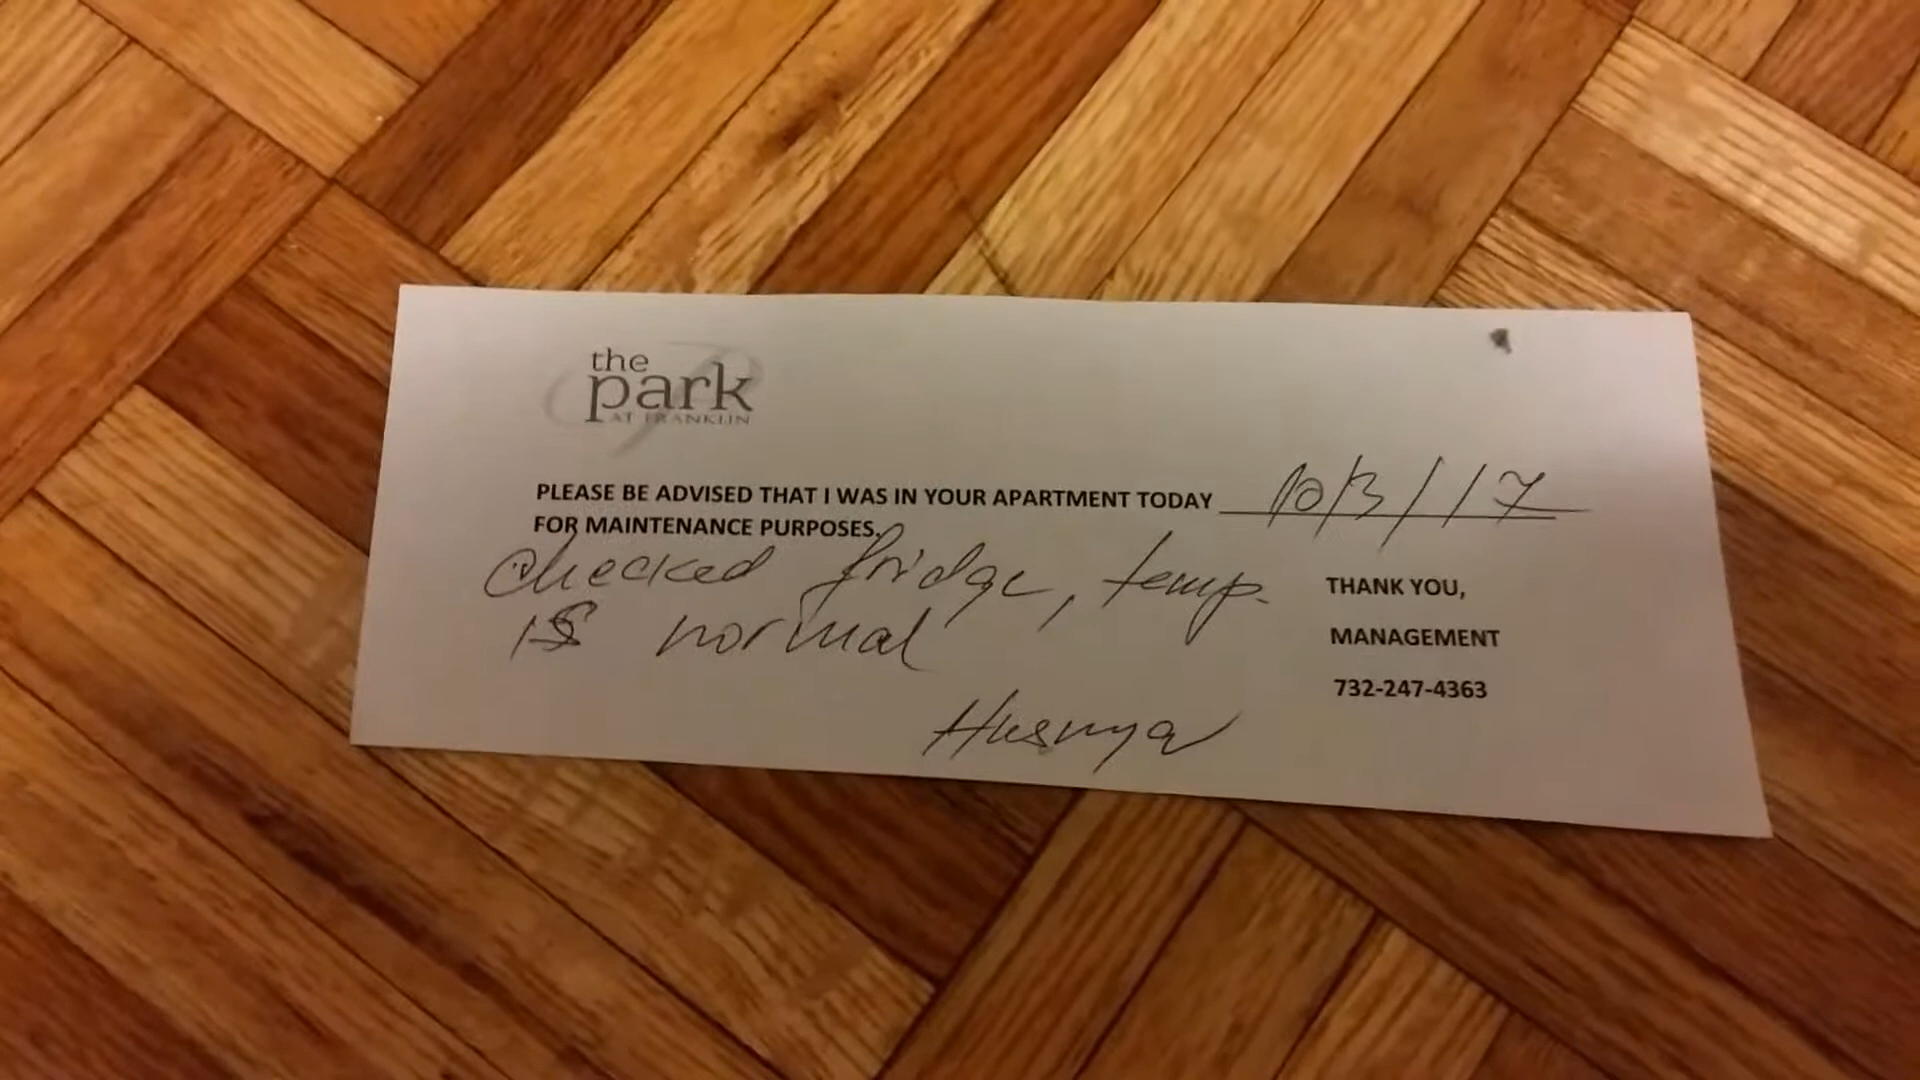 the
park
AT FRANKLIN
PLEASE BE ADVISED THAT I WAS IN YOUR APARTMENT TODAY 10/3/17
FOR MAINTENANCE PURPOSES.
checked fridge, temp.
is normal
THANK YOU,
MANAGEMENT
732-247-4363
Husnya